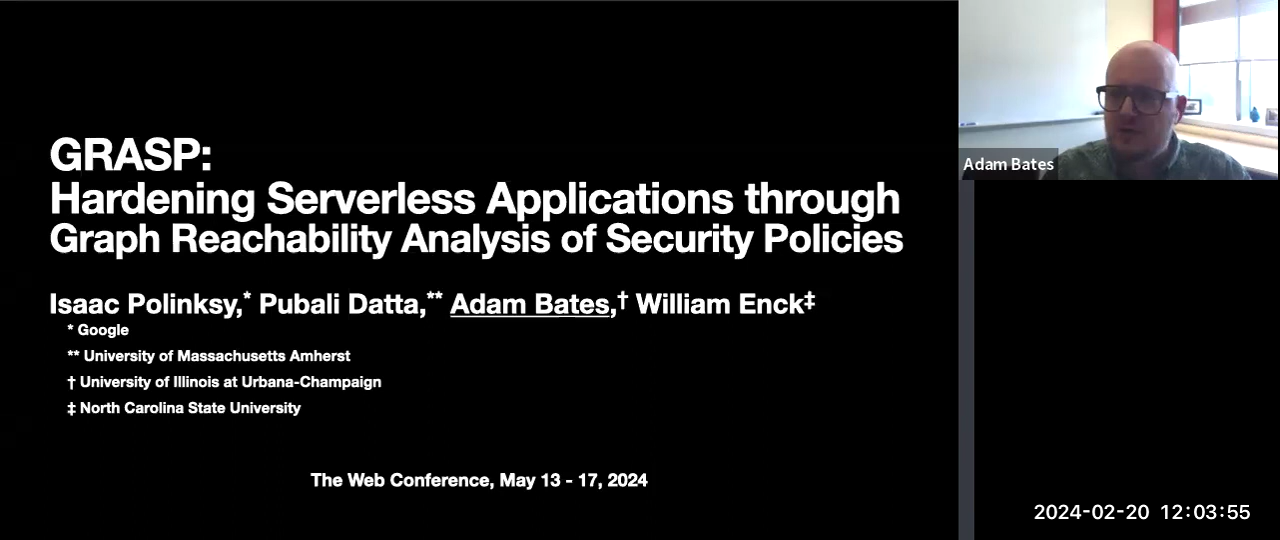 GRASP:
Hardening Serverless Applications through
Graph Reachability Analysis of Security Policies
Isaac Polinksy,* Pubali Datta,** Adam Bates,† William Enck‡
* Google
** University of Massachusetts Amherst
† University of Illinois at Urbana-Champaign
‡ North Carolina State University
The Web Conference, May 13 - 17, 2024
Adam Bates
2024-02-20 12:03:55